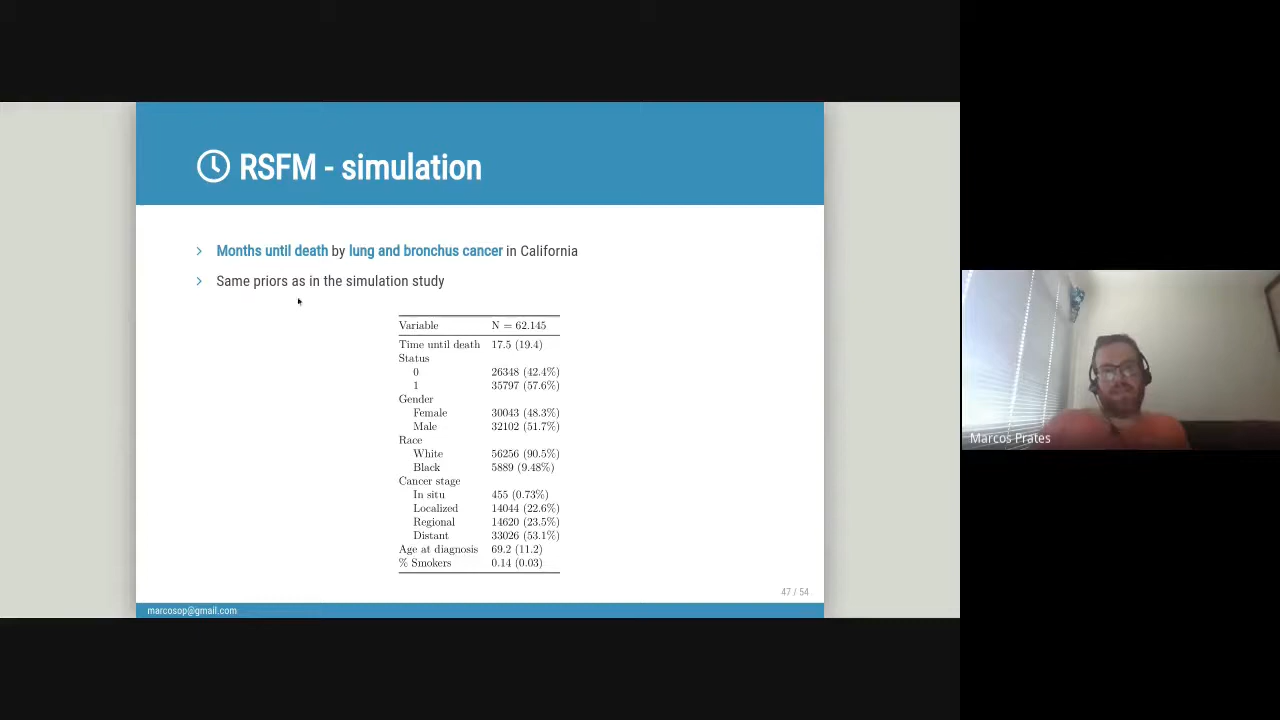 RSFM - simulation
Months until death by lung and bronchus cancer in California
Same priors as in the simulation study
Variable N = 62.145
Time until death 17.5 (19.4)
Status
0 26348 (42.4%)
1 35797 (57.6%)
Gender
Female 30043 (48.3%)
Male 32102 (51.7%)
Race
White 56256 (90.5%)
Black 5889 (9.48%)
Cancer stage
In situ 455 (0.73%)
Localized 14044 (22.6%)
Regional 14620 (23.5%)
Distant 33026 (53.1%)
Age at diagnosis 69.2 (11.2)
% Smokers 0.14 (0.03)
47 / 54
marcosop@gmail.com
Marcos Prates